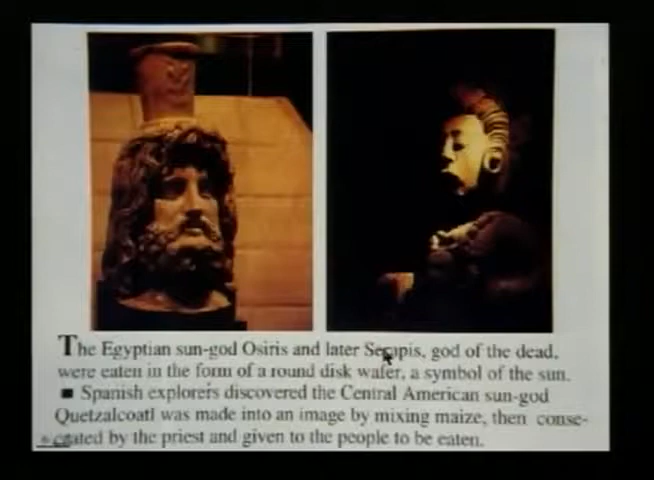 The Egyptian sun-god Osiris and later Serapis, god of the dead,
were eaten in the form of a round disk wafer, a symbol of the sun.
■ Spanish explorers discovered the Central American sun-god
Quetzalcoatl was made into an image by mixing maize, then conse-
crated by the priest and given to the people to be eaten.